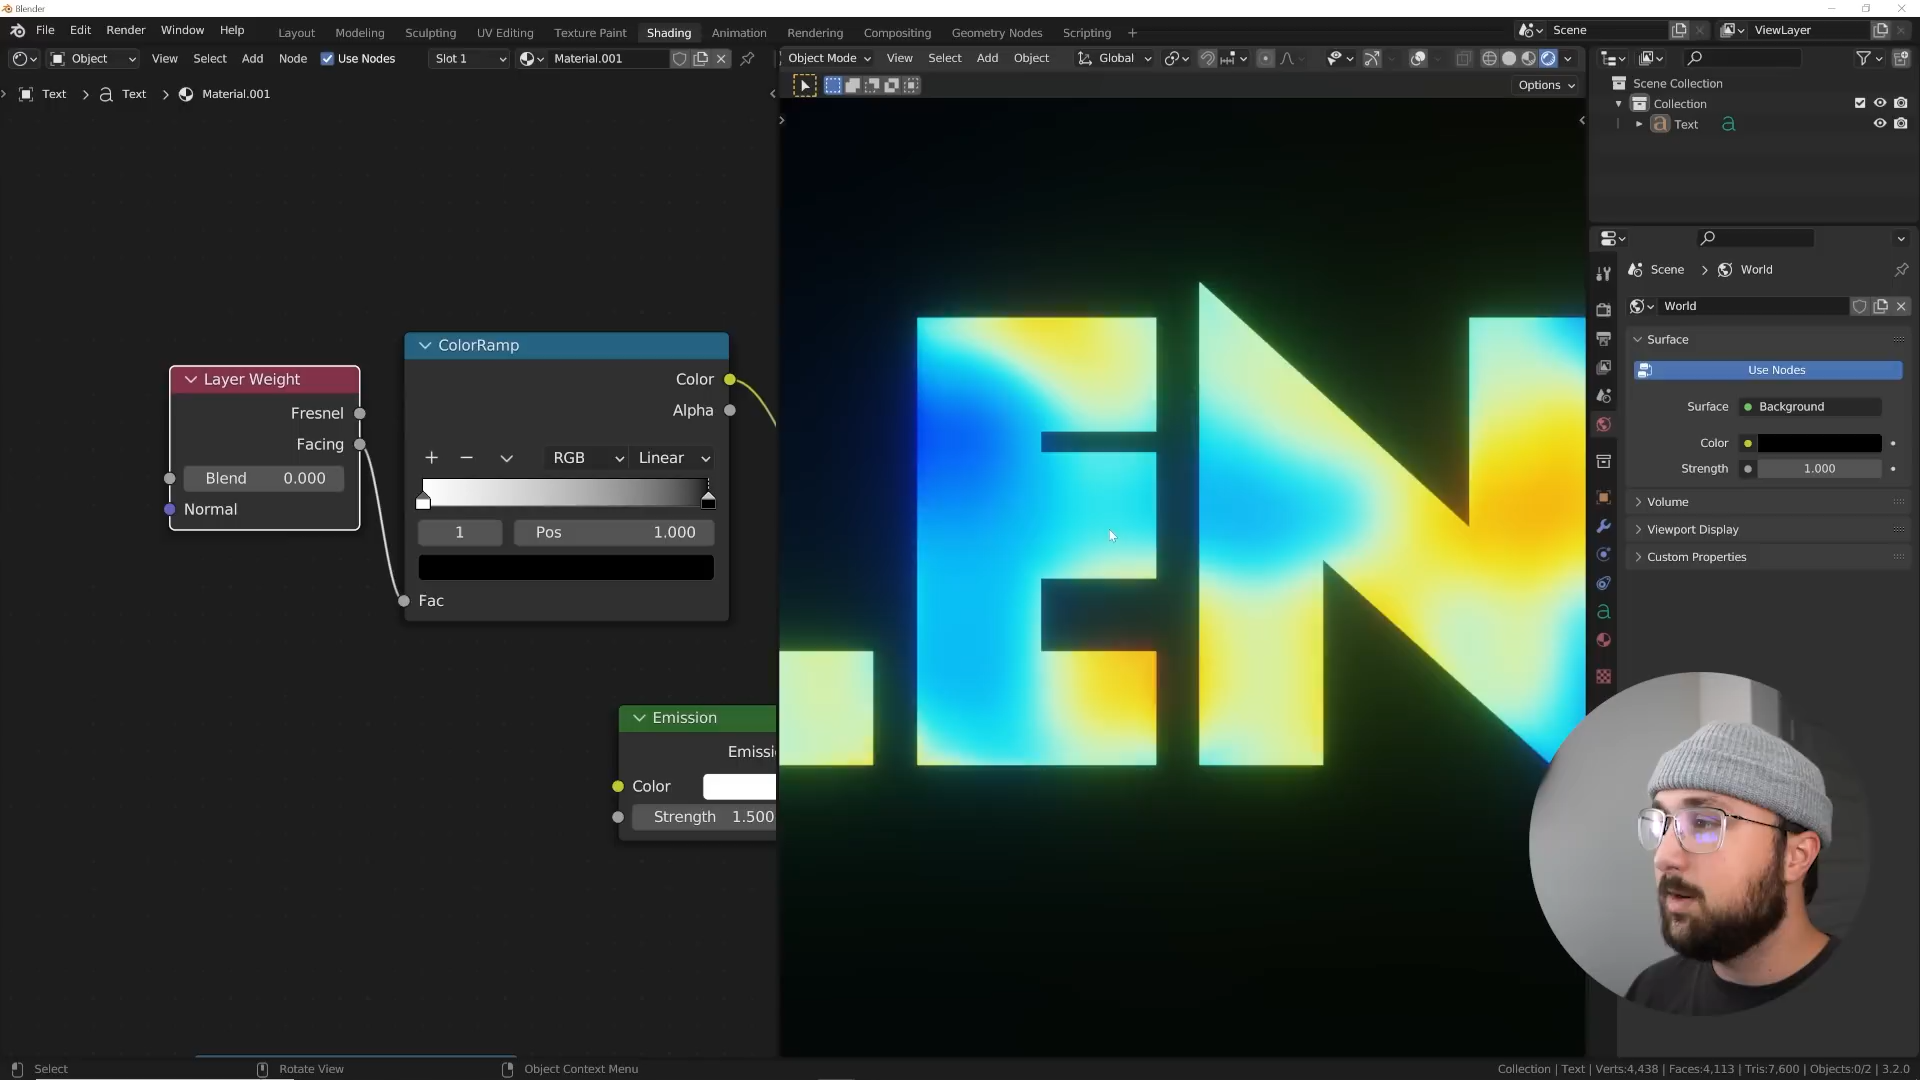 Blender
File Edit Render Window Help Layout Modeling Sculpting UV Editing Texture Paint Shading Animation Rendering Compositing Geometry Nodes Scripting + Scene ViewLayer
Object View Select Add Node Use Nodes Slot 1 Material.001 Object Mode View Select Add Object Global
Options
Text > Text > Material.001
Scene Collection
Collection
Text
Scene > World
World
Surface
Use Nodes
Surface Background
Color
Strength 1.000
Volume
Viewport Display
Custom Properties
Layer Weight
Fresnel
Facing
Blend 0.000
Normal
ColorRamp
Color
Alpha
RGB Linear
1 Pos 1.000
Fac
Emission
Emissi
Color
Strength 1.500
EN
Select Rotate View Object Context Menu Collection | Text | Verts:4,438 | Faces:4,113 | Tris:7,600 | Objects:0/2 | 3.2.0